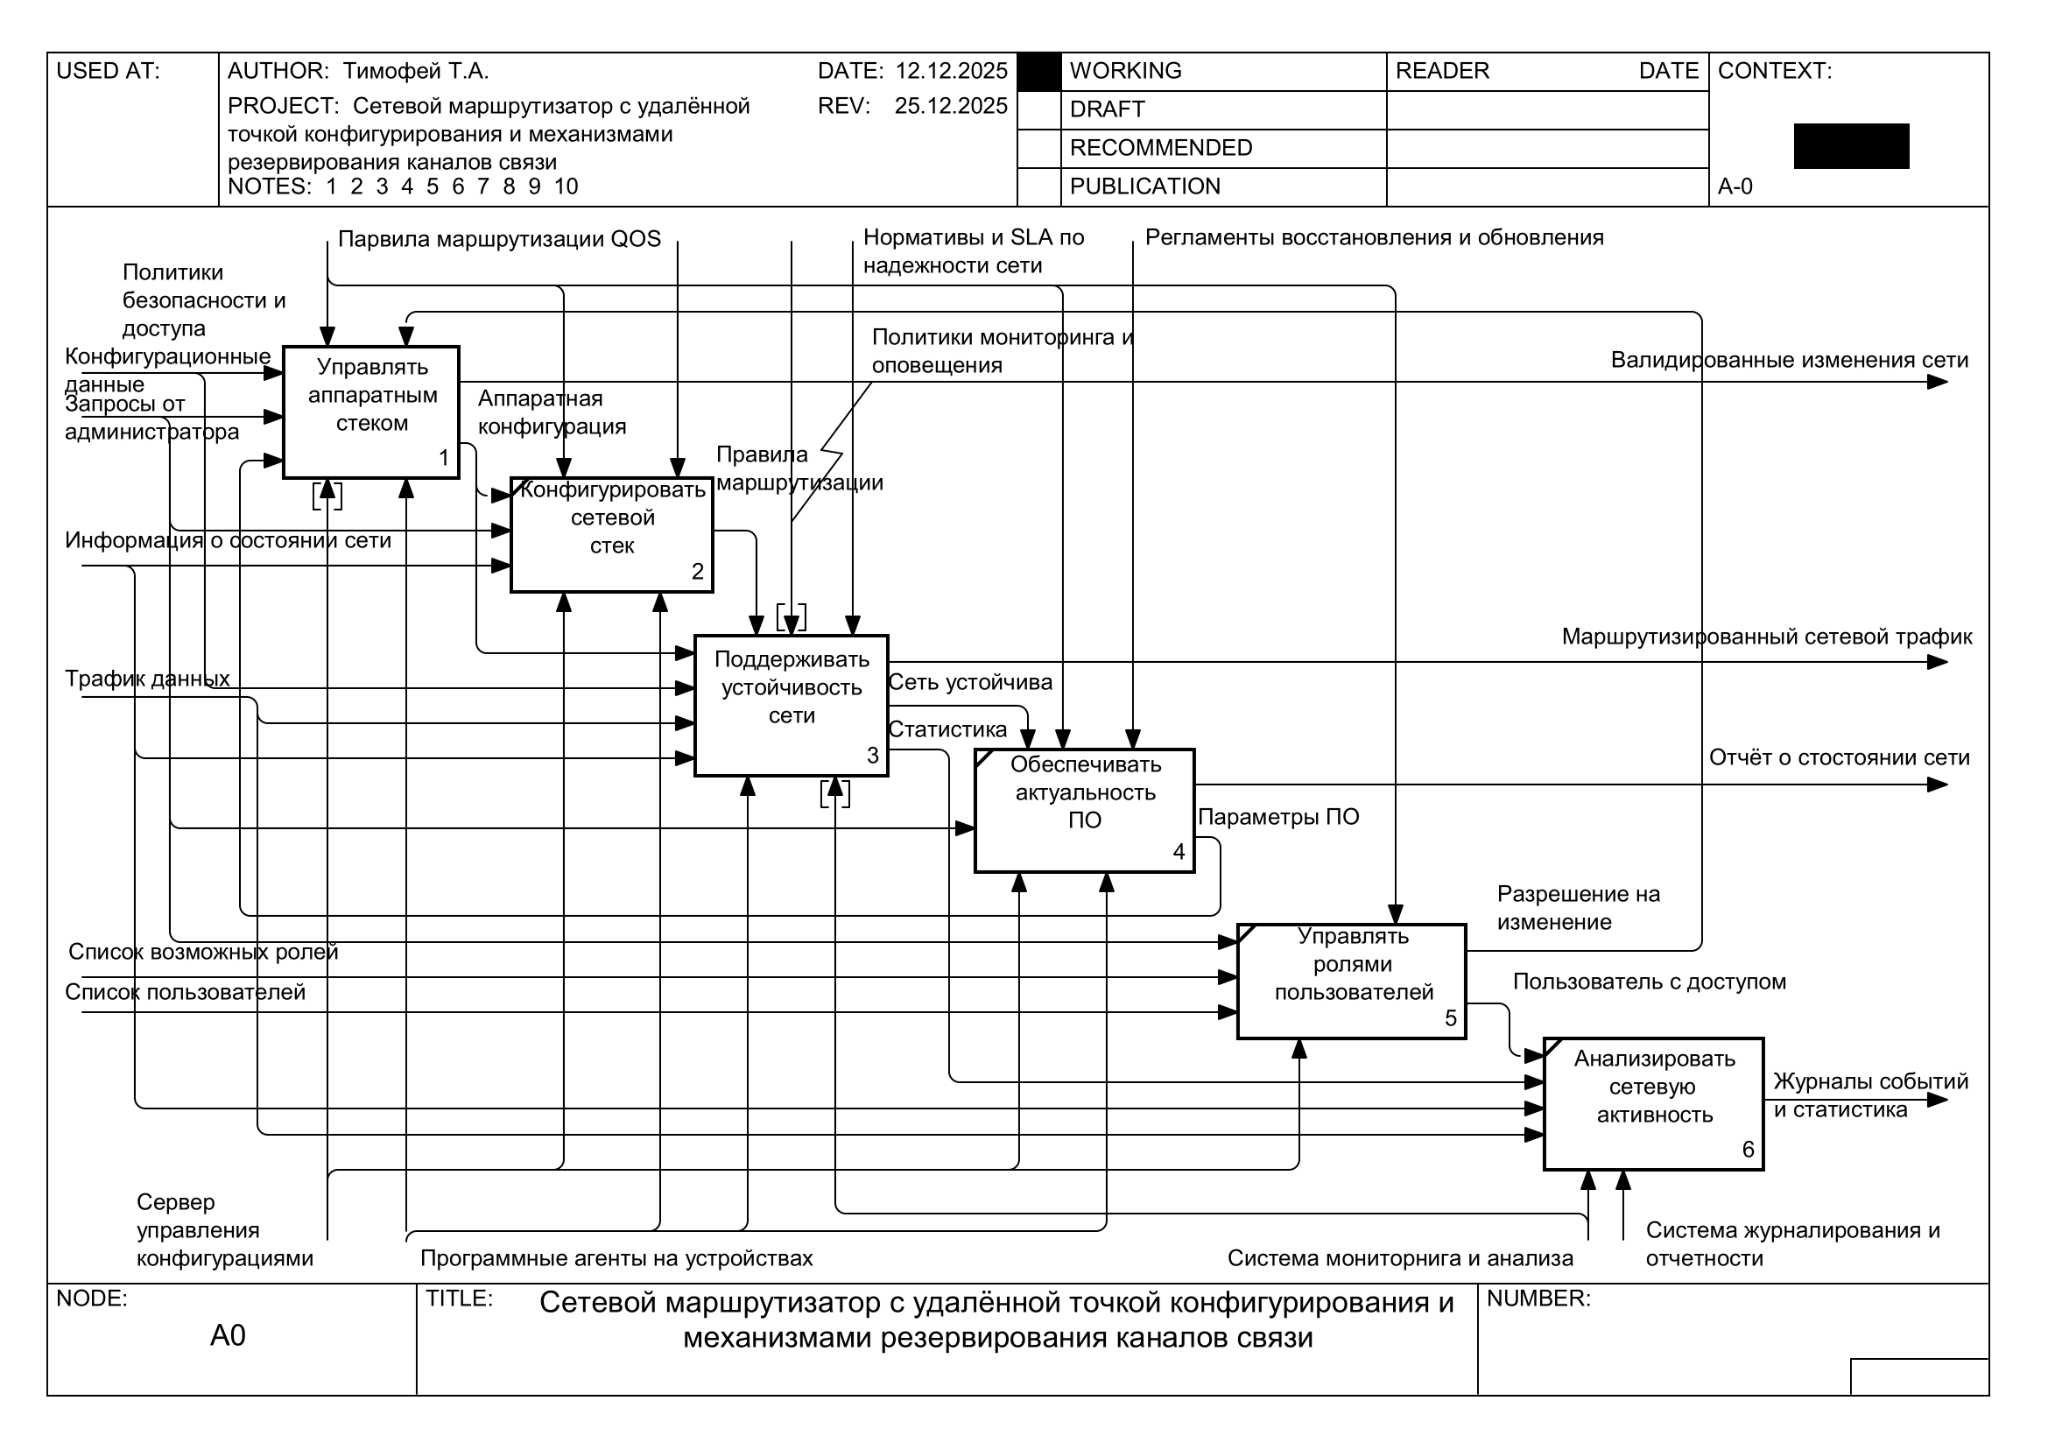 USED AT:
AUTHOR: Тимофей Т.А.
DATE: 12.12.2025
PROJECT: Сетевой маршрутизатор с удалённой
точкой конфигурирования и механизмами
резервирования каналов связи
REV: 25.12.2025
NOTES: 1 2 3 4 5 6 7 8 9 10
WORKING
DRAFT
RECOMMENDED
PUBLICATION
READER
DATE
CONTEXT:
A-0
Парвила маршрутизации QOS
Нормативы и SLA по
надежности сети
Регламенты восстановления и обновления
Политики
безопасности и
доступа
Конфигурационные
данные
Запросы от
администратора
Управлять
аппаратным
стеком
1
Политики мониторинга и
оповещения
Валидированные изменения сети
Аппаратная
конфигурация
Правила
маршрутизации
Конфигурировать
сетевой
стек
2
Информация о состоянии сети
Маршрутизированный сетевой трафик
Поддерживать
устойчивость
сети
3
Трафик данных
Сеть устойчива
Статистика
Обеспечивать
актуальность
ПО
4
Отчёт о стостоянии сети
Параметры ПО
Разрешение на
изменение
Управлять
ролями
пользователей
5
Список возможных ролей
Список пользователей
Пользователь с доступом
Анализировать
сетевую
активность
6
Журналы событий
и статистика
Сервер
управления
конфигурациями
Программные агенты на устройствах
Система мониторнига и анализа
Система журналирования и
отчетности
NODE:
A0
TITLE:
Сетевой маршрутизатор с удалённой точкой конфигурирования и
механизмами резервирования каналов связи
NUMBER: